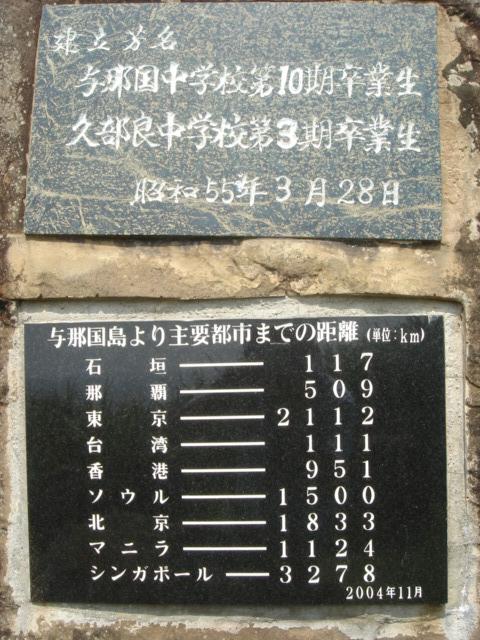 建立芳名
与那国中学校第10期卒業生
久部良中学校第3期卒業生
昭和55年3月28日
与那国島より主要都市までの距離(単位:km)
石垣――117
那覇――509
東京――2112
台湾――111
香港――951
ソウル――1500
北京――1833
マニラ――1124
シンガポール――3278
2004年11月